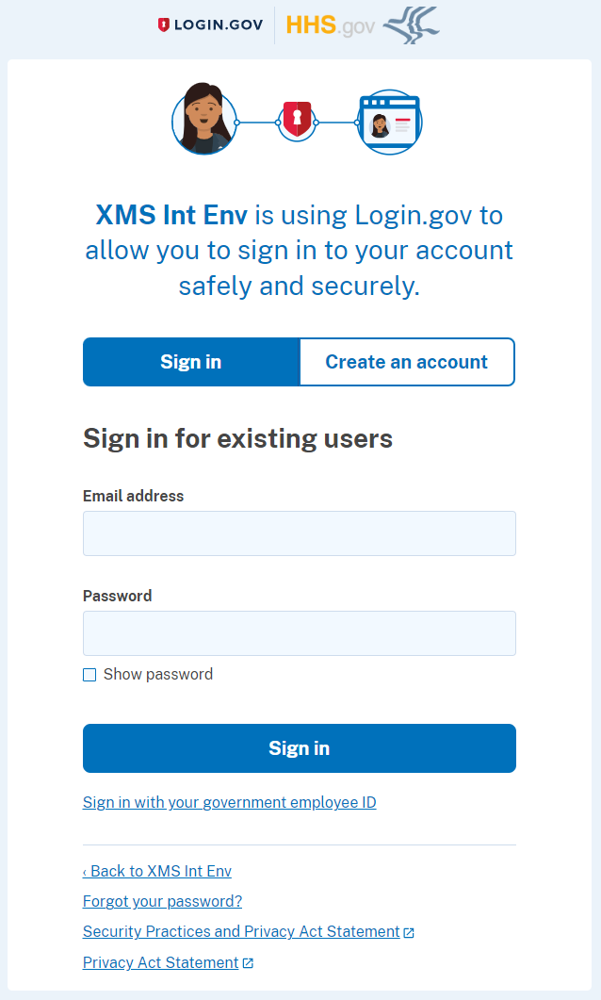 LOGIN.GOV HHS.gov
XMS Int Env is using Login.gov to
allow you to sign in to your account
safely and securely.
Sign in Create an account
Sign in for existing users
Email address
Password
Show password
Sign in
Sign in with your government employee ID
‹ Back to XMS Int Env
Forgot your password?
Security Practices and Privacy Act Statement
Privacy Act Statement